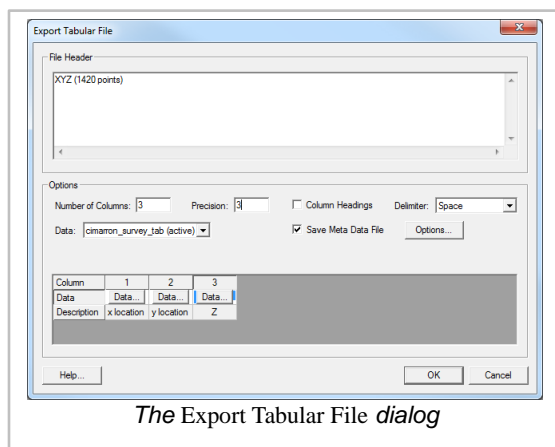 Export Tabular File
File Header
XYZ (1420 points)
Options
Number of Columns: 3 Precision: 3 Column Headings Delimiter: Space
Data: cimarron_survey_tab (active) Save Meta Data File Options...
Column 1 2 3
Data Data... Data... Data...
Description x location y location Z
Help... OK Cancel
The Export Tabular File dialog